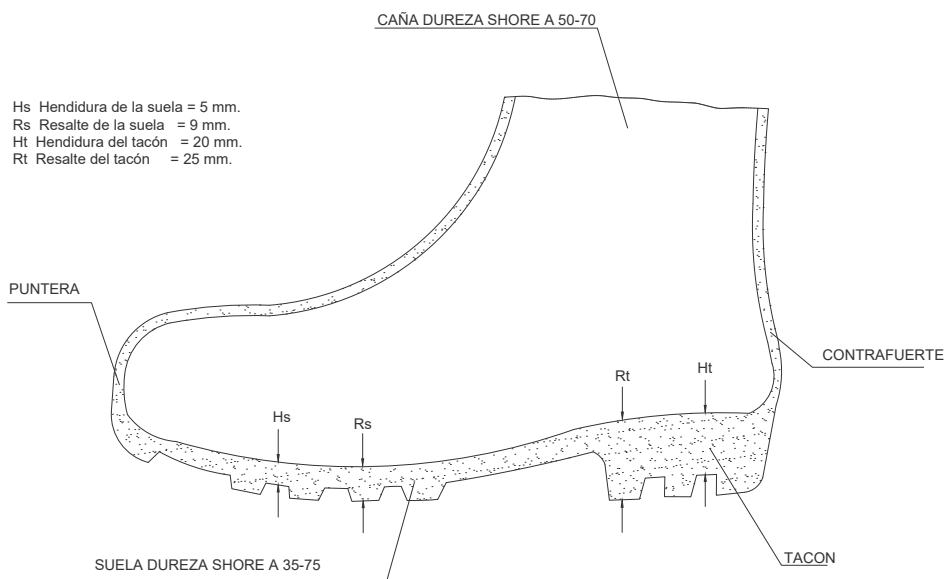 CAÑA DUREZA SHORE A 50-70
Hs Hendidura de la suela = 5 mm.
Rs Resalte de la suela = 9 mm.
Ht Hendidura del tacón = 20 mm.
Rt Resalte del tacón = 25 mm.
PUNTERA
CONTRAFUERTE
Rt
Ht
Hs
Rs
SUELA DUREZA SHORE A 35-75
TACON